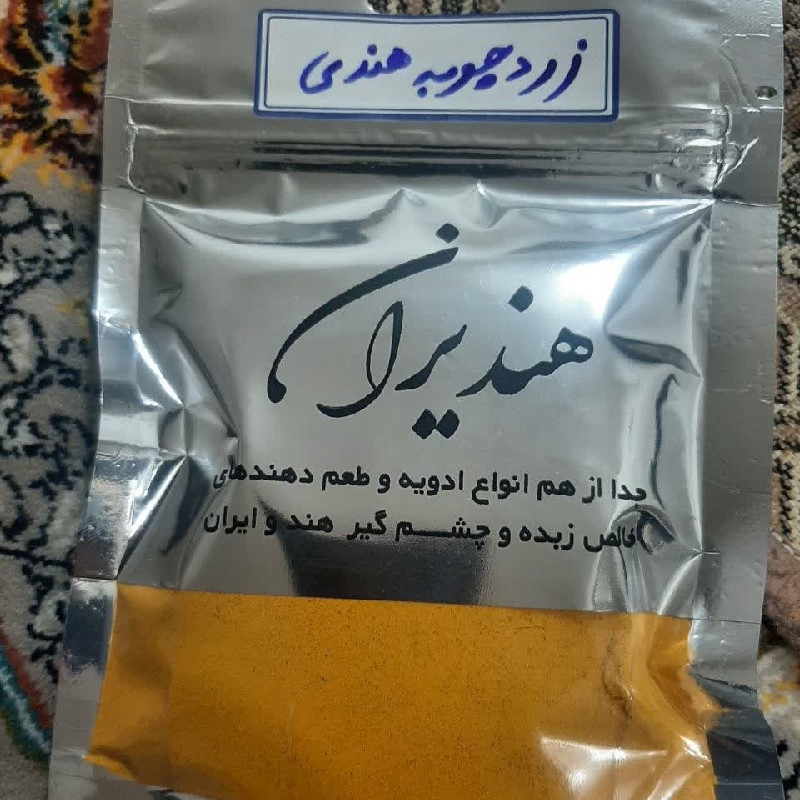 زردچوبه هندی
هندیران
جدا از هم انواع ادویه و طعم دهندهای
خالص زبده و چشم گیر هند و ایران